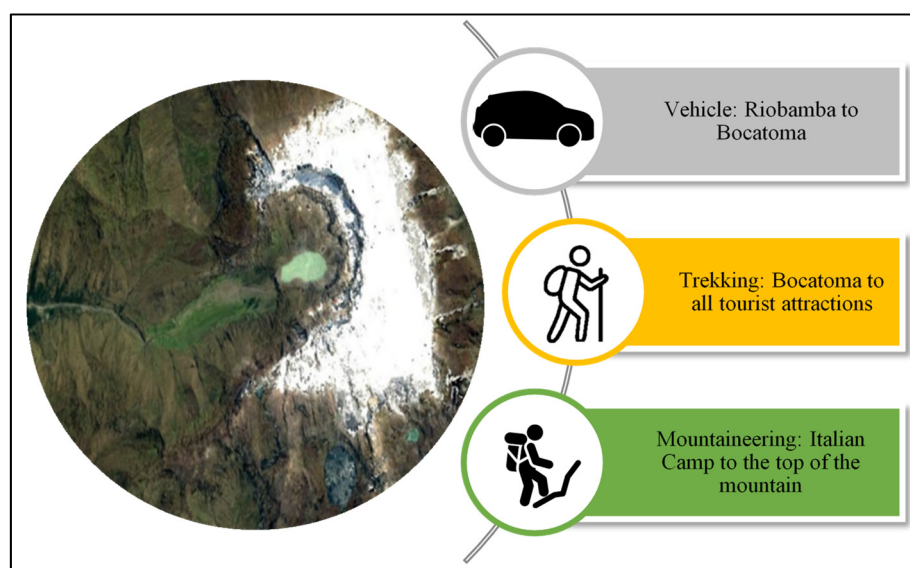 Vehicle: Riobamba to
Bocatoma
Trekking: Bocatoma to
all tourist attractions
Mountaineering: Italian
Camp to the top of the
mountain